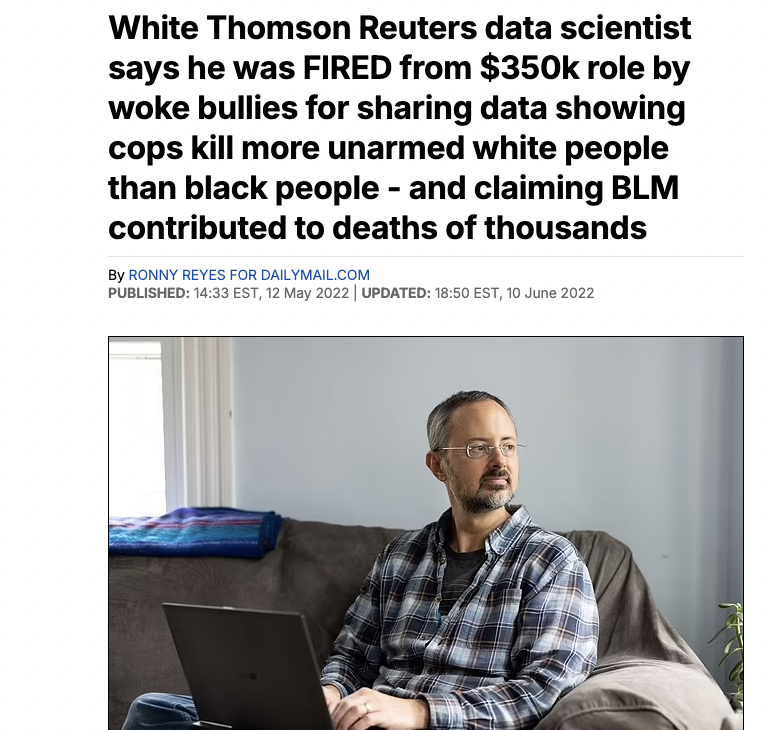 White Thomson Reuters data scientist
says he was FIRED from $350k role by
woke bullies for sharing data showing
cops kill more unarmed white people
than black people - and claiming BLM
contributed to deaths of thousands
By RONNY REYES FOR DAILYMAIL.COM
PUBLISHED: 14:33 EST, 12 May 2022 | UPDATED: 18:50 EST, 10 June 2022